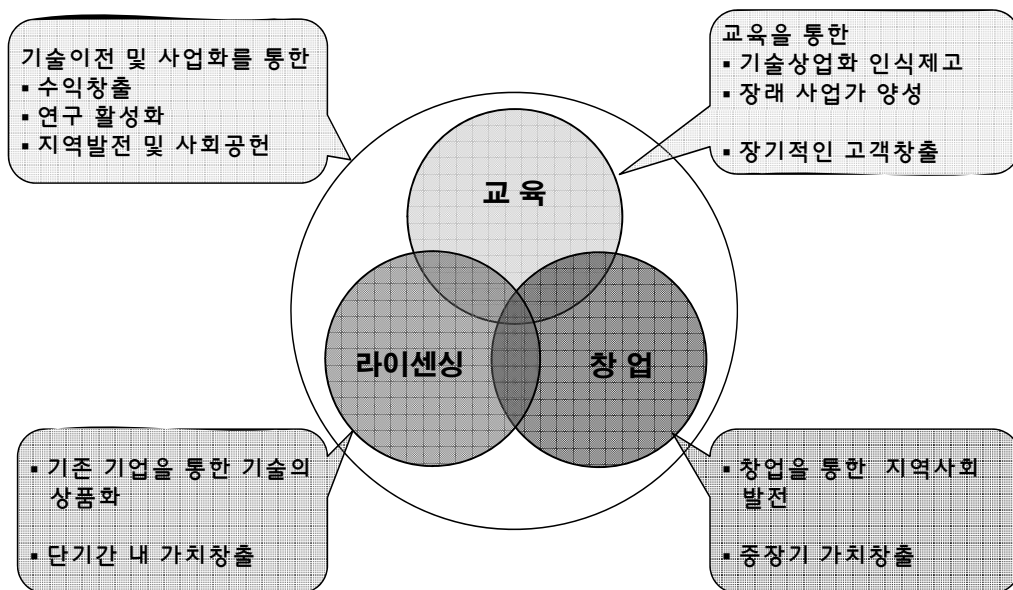 기술이전 및 사업화를 통한
▪ 수익창출
▪ 연구 활성화
▪ 지역발전 및 사회공헌
교육을 통한
▪ 기술상업화 인식제고
▪ 장래 사업가 양성
▪ 장기적인 고객창출
교 육
라이센싱
창 업
▪ 기존 기업을 통한 기술의
상품화
▪ 단기간 내 가치창출
▪ 창업을 통한 지역사회
발전
▪ 중장기 가치창출